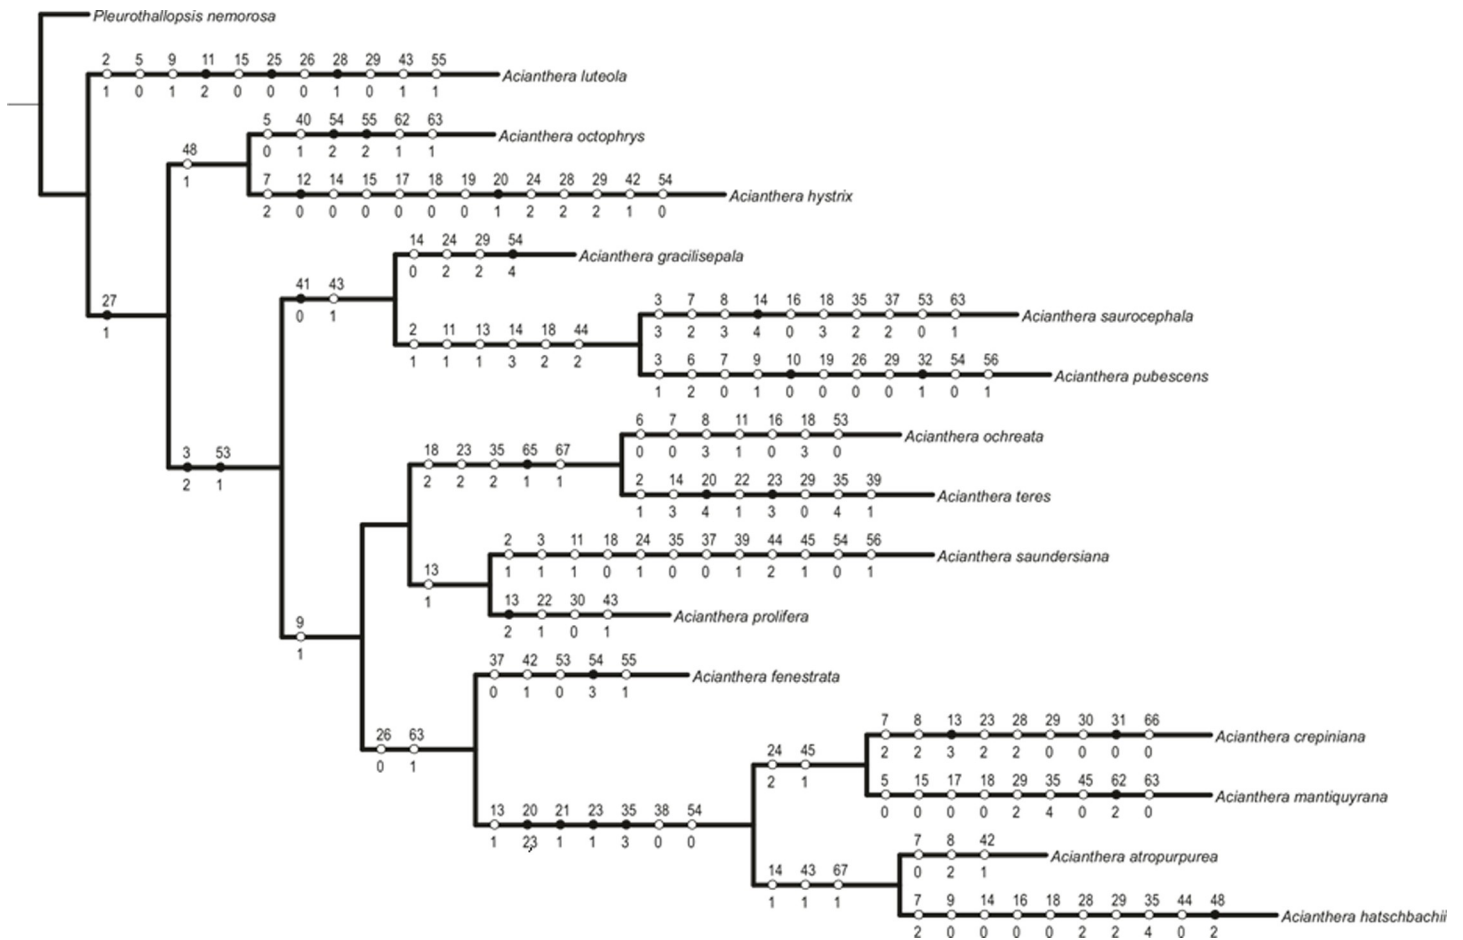 Pleurothallopsis nemorosa
2 5 9 11 15 25 26 28 29 43 55
Acianthera luteola
1 0 1 2 0 0 0 1 0 1 1
5 40 54 55 62 63
Acianthera octophrys
0 1 2 2 1 1
48
1
7 12 14 15 17 18 19 20 24 28 29 42 54
Acianthera hystrix
2 0 0 0 0 0 0 1 2 2 2 1 0
14 24 29 54
Acianthera gracilisepala
0 2 2 4
41 43
0 1
27
1
3 7 8 14 16 18 35 37 53 63
Acianthera saurocephala
3 2 3 4 0 3 2 2 0 1
2 11 13 14 18 44
1 1 1 3 2 2
3 6 7 9 10 19 26 29 32 54 56
Acianthera pubescens
1 2 0 1 0 0 0 0 1 0 1
6 7 8 11 16 18 53
Acianthera ochreata
0 0 3 1 0 3 0
18 23 35 65 67
2 2 2 1 1
3 53
2 1
2 14 20 22 23 29 35 39
Acianthera teres
1 3 4 1 3 0 4 1
2 3 11 18 24 35 37 39 44 45 54 56
Acianthera saundersiana
1 1 1 0 1 0 0 1 2 1 0 1
13
1
13 22 30 43
Acianthera prolifera
2 1 0 1
9
1
37 42 53 54 55
Acianthera fenestrata
0 1 0 3 1
26 63
0 1
7 8 13 23 28 29 30 31 66
Acianthera crepiniana
2 2 3 2 2 0 0 0 0
24 45
2 1
5 15 17 18 29 35 45 62 63
Acianthera mantiquyrana
0 0 0 0 2 4 0 2 0
13 20 21 23 35 38 54
1 23 1 1 3 0 0
7 8 42
Acianthera atropurpurea
0 2 1
14 43 67
1 1 1
7 9 14 16 18 28 29 35 44 48
Acianthera hatschbachii
2 0 0 0 0 2 2 4 0 2